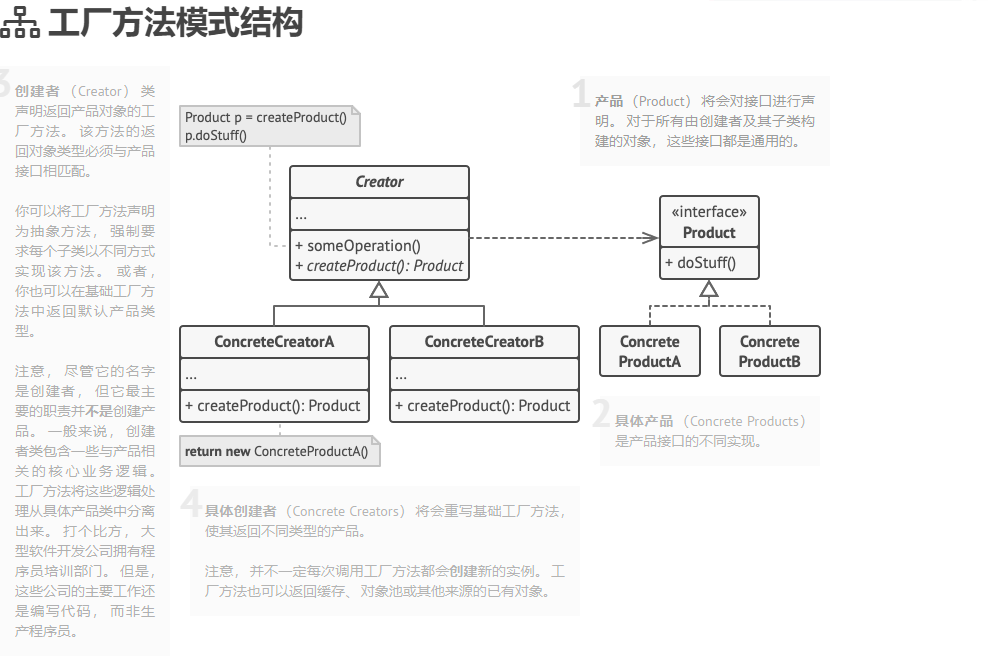 工厂方法模式结构
3
创建者 （Creator） 类
声明返回产品对象的工
厂方法。 该方法的返
回对象类型必须与产品
接口相匹配。
你可以将工厂方法声明
为抽象方法， 强制要
求每个子类以不同方式
实现该方法。 或者，
你也可以在基础工厂方
法中返回默认产品类
型。
注意， 尽管它的名字
是创建者， 但它最主
要的职责并不是创建产
品。 一般来说， 创建
者类包含一些与产品相
关的核心业务逻辑。
工厂方法将这些逻辑处
理从具体产品类中分离
出来。 打个比方， 大
型软件开发公司拥有程
序员培训部门。 但是，
这些公司的主要工作还
是编写代码， 而非生
产程序员。
Product p = createProduct()
p.doStuff()
Creator
...
+ someOperation()
+ createProduct(): Product
ConcreteCreatorA
...
+ createProduct(): Product
ConcreteCreatorB
...
+ createProduct(): Product
return new ConcreteProductA()
1
产品 （Product） 将会对接口进行声
明。 对于所有由创建者及其子类构
建的对象， 这些接口都是通用的。
«interface»
Product
+ doStuff()
Concrete
ProductA
Concrete
ProductB
2
具体产品 （Concrete Products）
是产品接口的不同实现。
4
具体创建者 （Concrete Creators） 将会重写基础工厂方法，
使其返回不同类型的产品。
注意， 并不一定每次调用工厂方法都会创建新的实例。 工
厂方法也可以返回缓存、 对象池或其他来源的已有对象。